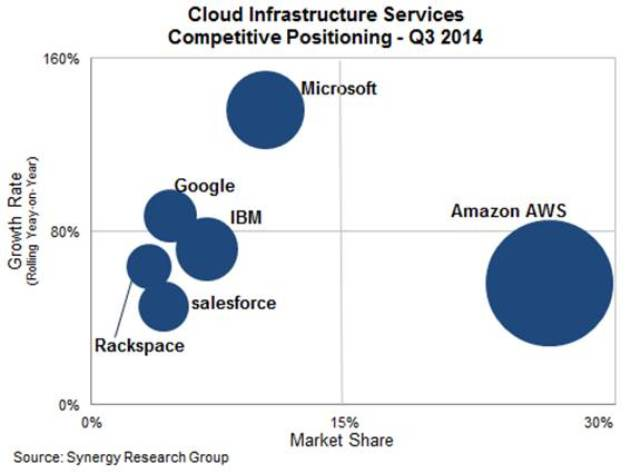 Cloud Infrastructure Services
Competitive Positioning - Q3 2014
160%
Microsoft
Google
IBM
Amazon AWS
80%
Growth Rate
(Rolling Yeay-on-Year)
salesforce
Rackspace
0%
0%
15%
30%
Market Share
Source: Synergy Research Group